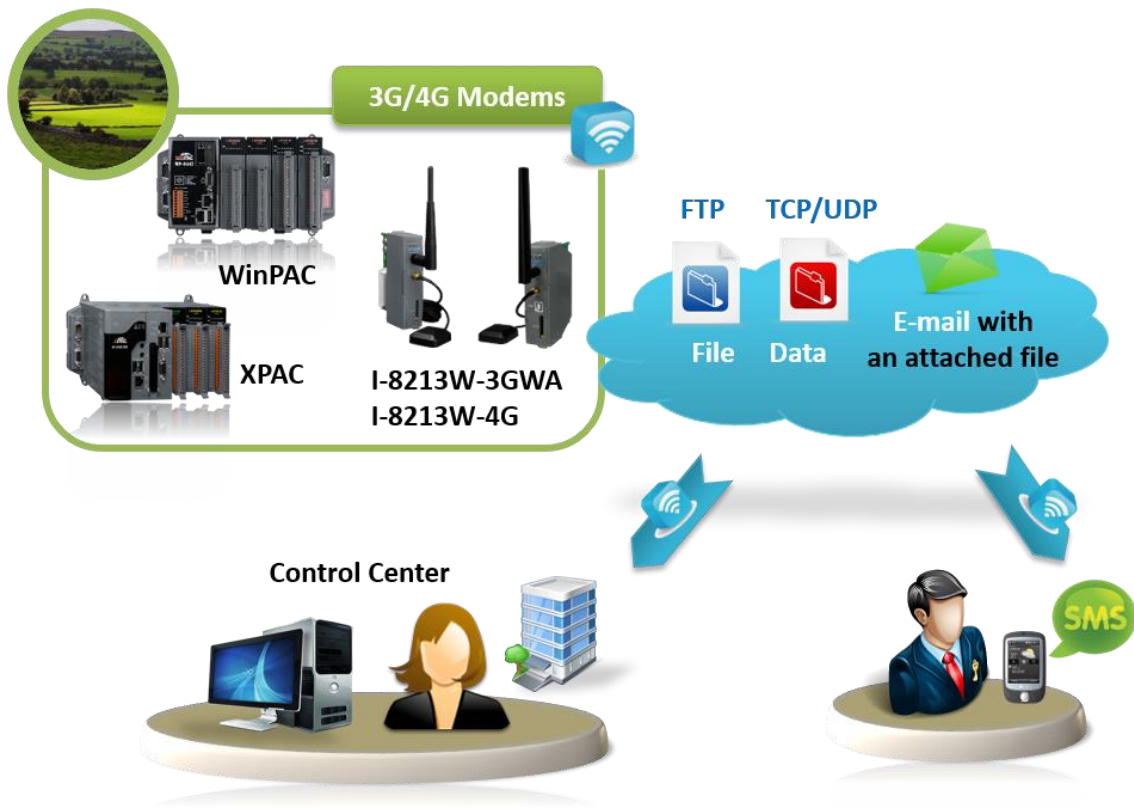 3G/4G Modems
WinPAC
XPAC
I-8213W-3GWA
I-8213W-4G
FTP
TCP/UDP
File
Data
E-mail with
an attached file
Control Center
SMS